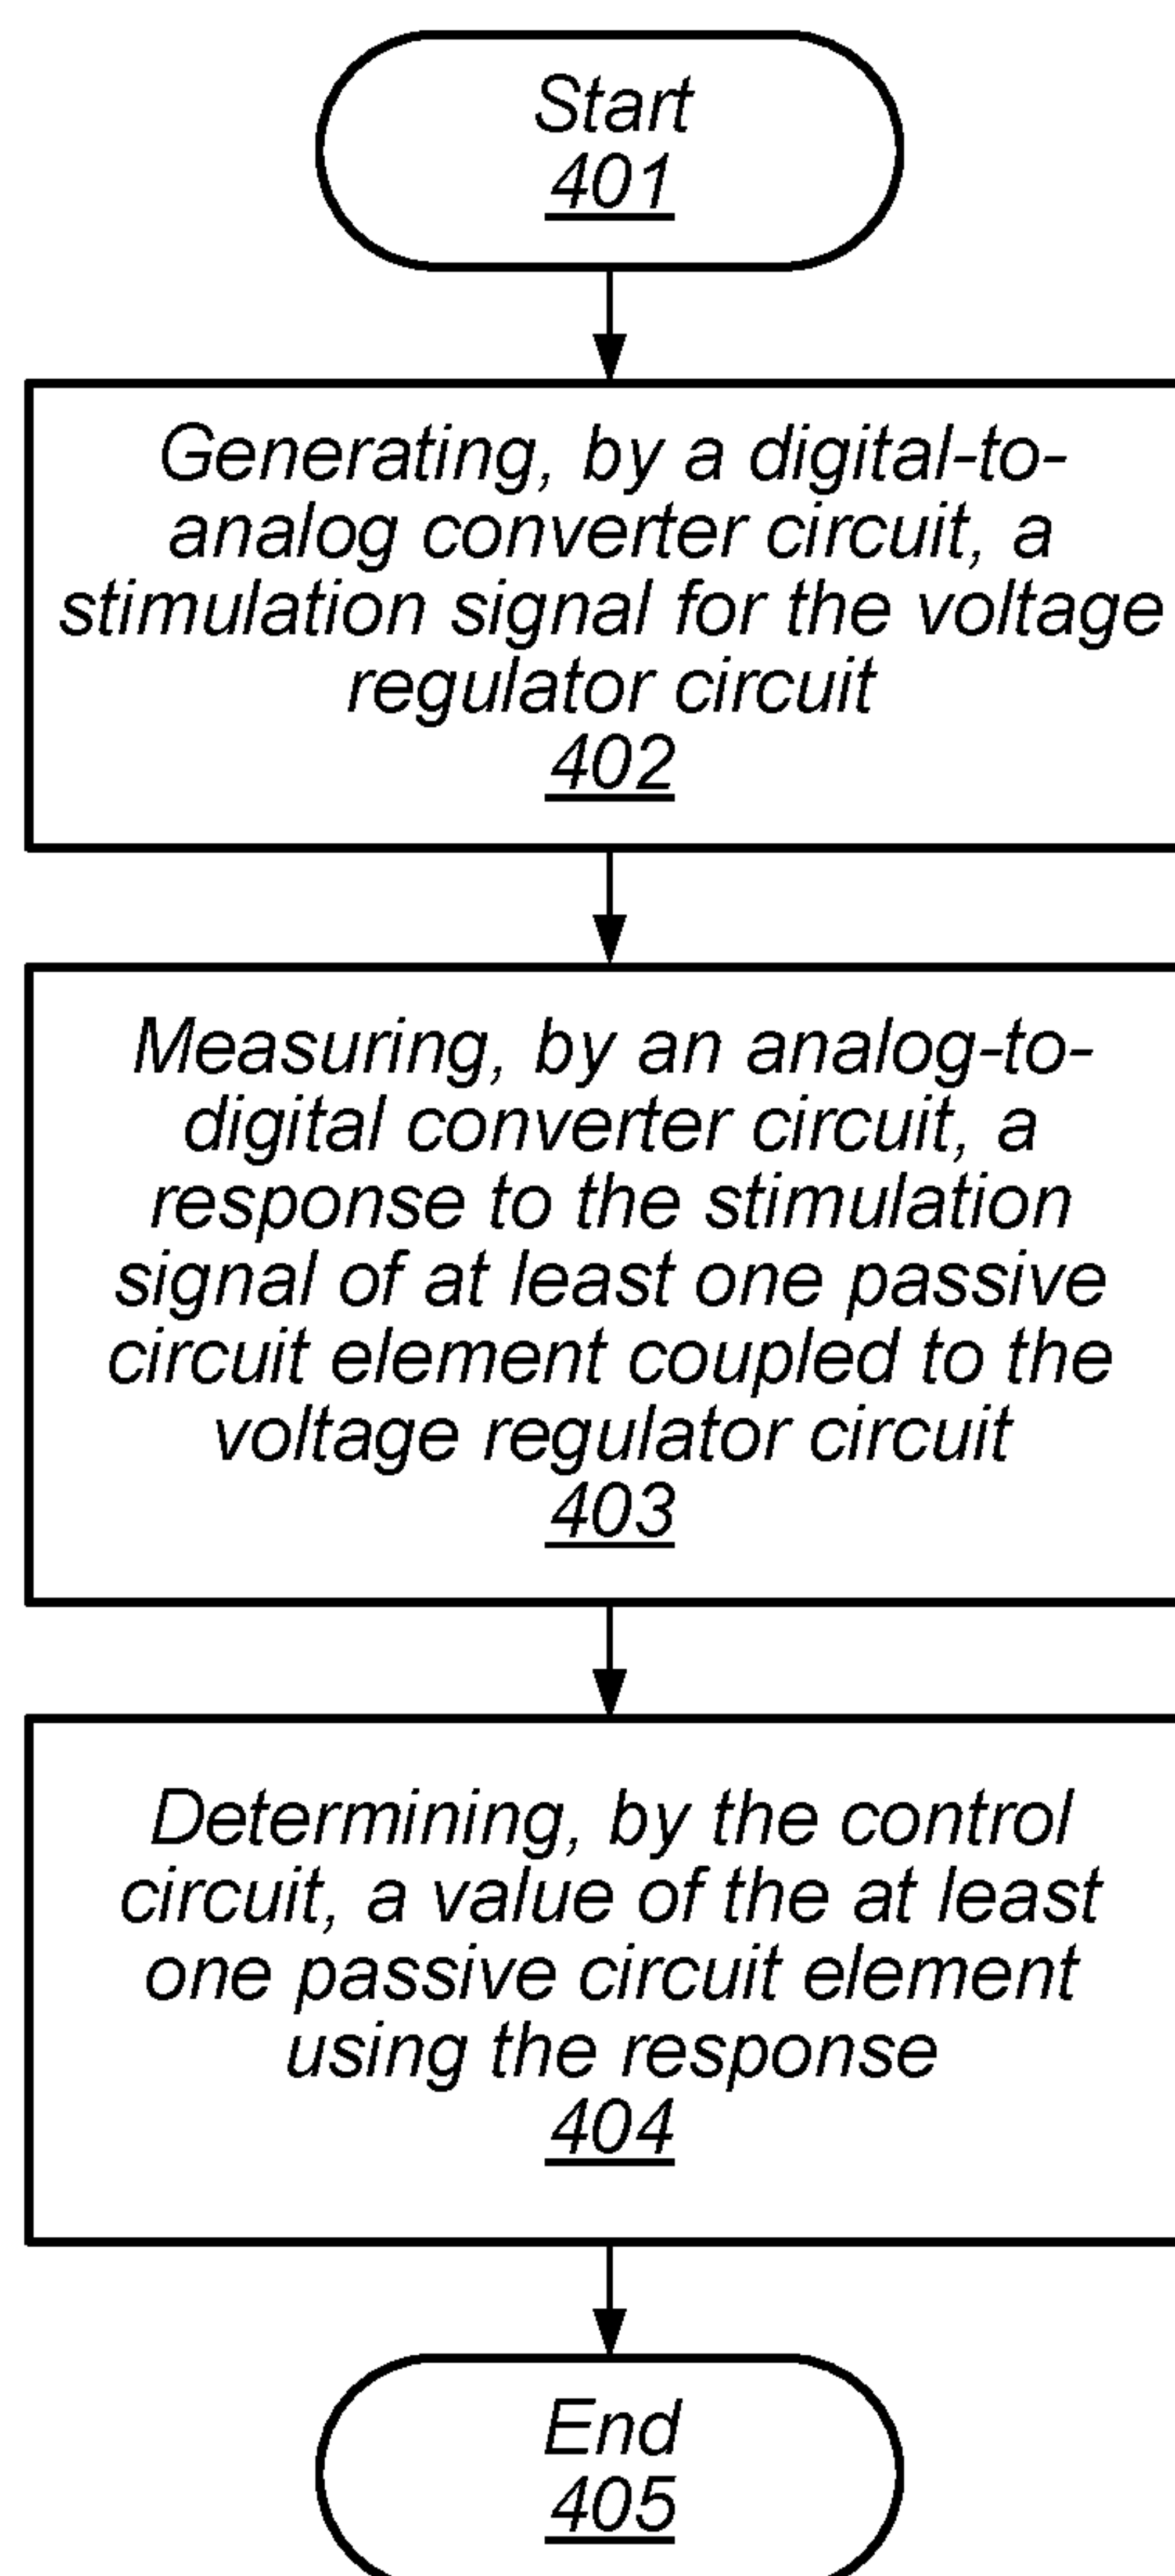 Start
401
Generating, by a digital-to-
analog converter circuit, a
stimulation signal for the voltage
regulator circuit
402
Measuring, by an analog-to-
digital converter circuit, a
response to the stimulation
signal of at least one passive
circuit element coupled to the
voltage regulator circuit
403
Determining, by the control
circuit, a value of the at least
one passive circuit element
using the response
404
End
405